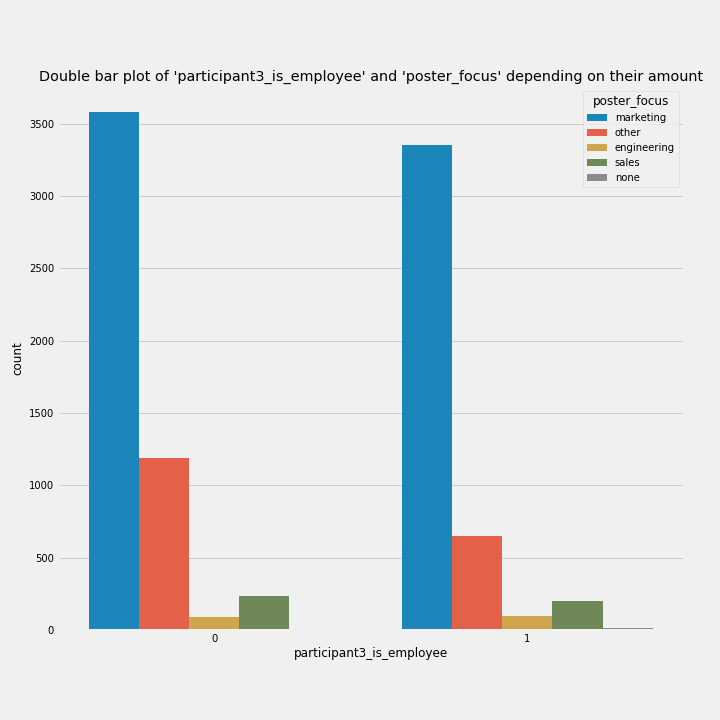 Double bar plot of 'participant3_is_employee' and 'poster_focus' depending on their amount
poster_focus
marketing
other
engineering
sales
none
3500
3000
2500
2000
1500
1000
500
0
count
0
1
participant3_is_employee